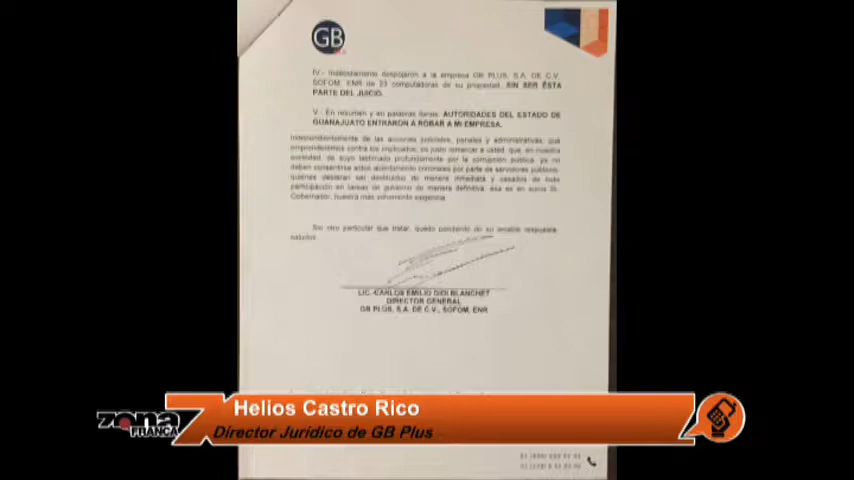 GB
IV.- Indebidamente despojaron a la empresa GB PLUS, S.A. DE C.V.
SOFOM, ENR de 23 computadoras de su propiedad, SIN SER ÉSTA
PARTE DEL JUICIO.
V.- En resumen y en palabras llanas: AUTORIDADES DEL ESTADO DE
GUANAJUATO ENTRARON A ROBAR A MI EMPRESA.
Independientemente de las acciones judiciales, penales y administrativas, que
emprenderemos contra los implicados, es justo remarcar a usted, que, en nuestra
sociedad, de suyo lastimada profundamente por la corrupción pública, ya no
deben consentirse estos
criminales por parte de servidores públicos,
quienes debieran ser destituidos de manera inmediata y cesados de toda
participación en tareas de gobierno de manera definitiva, esa es en suma Sr.
Gobernador, nuestra más vehemente exigencia.
Sin otro particular que tratar, quedo pendiente de su amable respuesta,
LIC. CARLOS EMILIO DIDI BLANCHET
DIRECTOR GENERAL
GB PLUS, S.A. DE C.V., SOFOM, ENR
zona
FRANCA
Helios Castro Rico
Director Jurídico de GB Plus